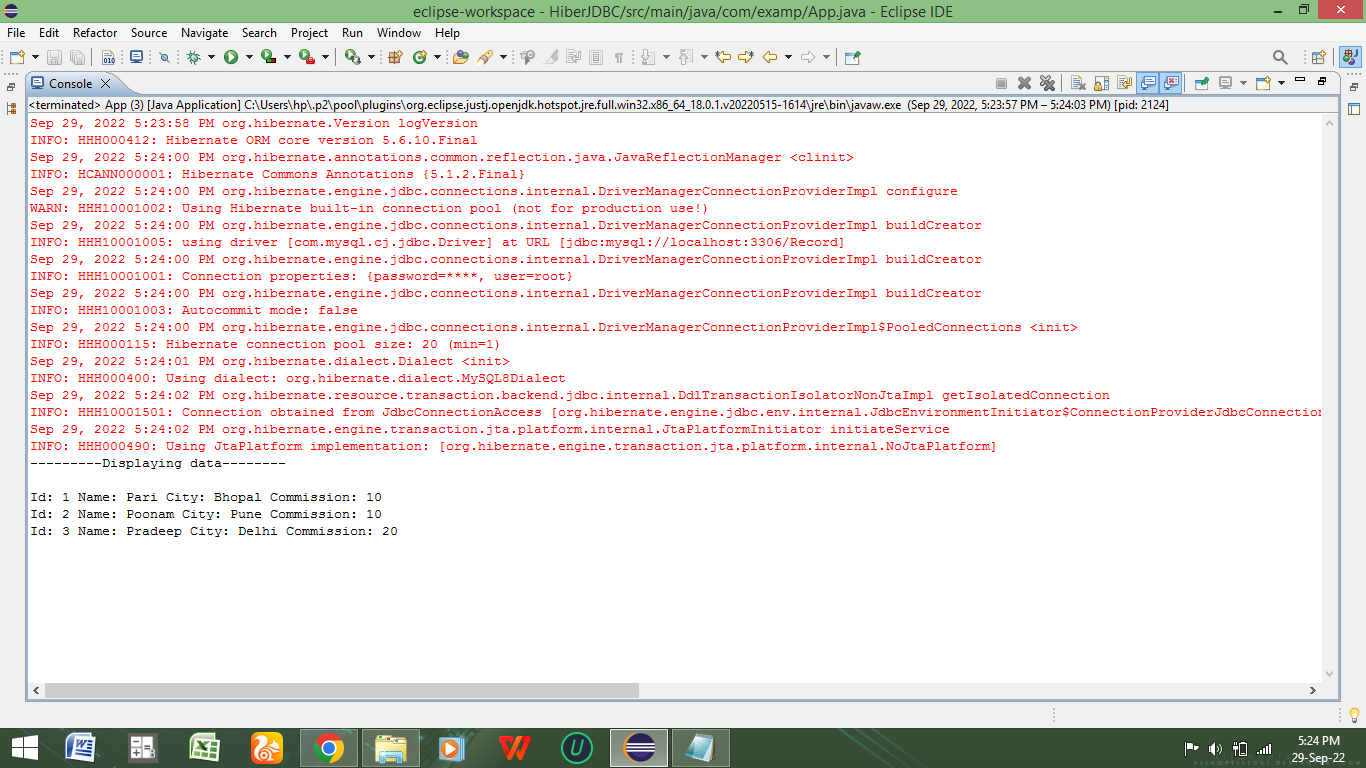 eclipse-workspace - HiberJDBC/src/main/java/com/examp/App.java - Eclipse IDE
File Edit Refactor Source Navigate Search Project Run Window Help
Console
<terminated> App (3) [Java Application] C:\Users\hp\.p2\pool\plugins\org.eclipse.justj.openjdk.hotspot.jre.full.win32.x86_64_18.0.1.v20220515-1614\jre\bin\javaw.exe (Sep 29, 2022, 5:23:57 PM – 5:24:03 PM) [pid: 2124]
Sep 29, 2022 5:23:58 PM org.hibernate.Version logVersion
INFO: HHH000412: Hibernate ORM core version 5.6.10.Final
Sep 29, 2022 5:24:00 PM org.hibernate.annotations.common.reflection.java.JavaReflectionManager <clinit>
INFO: HCANN000001: Hibernate Commons Annotations {5.1.2.Final}
Sep 29, 2022 5:24:00 PM org.hibernate.engine.jdbc.connections.internal.DriverManagerConnectionProviderImpl configure
WARN: HHH10001002: Using Hibernate built-in connection pool (not for production use!)
Sep 29, 2022 5:24:00 PM org.hibernate.engine.jdbc.connections.internal.DriverManagerConnectionProviderImpl buildCreator
INFO: HHH10001005: using driver [com.mysql.cj.jdbc.Driver] at URL [jdbc:mysql://localhost:3306/Record]
Sep 29, 2022 5:24:00 PM org.hibernate.engine.jdbc.connections.internal.DriverManagerConnectionProviderImpl buildCreator
INFO: HHH10001001: Connection properties: {password=****, user=root}
Sep 29, 2022 5:24:00 PM org.hibernate.engine.jdbc.connections.internal.DriverManagerConnectionProviderImpl buildCreator
INFO: HHH10001003: Autocommit mode: false
Sep 29, 2022 5:24:00 PM org.hibernate.engine.jdbc.connections.internal.DriverManagerConnectionProviderImpl$PooledConnections <init>
INFO: HHH000115: Hibernate connection pool size: 20 (min=1)
Sep 29, 2022 5:24:01 PM org.hibernate.dialect.Dialect <init>
INFO: HHH000400: Using dialect: org.hibernate.dialect.MySQL8Dialect
Sep 29, 2022 5:24:02 PM org.hibernate.resource.transaction.backend.jdbc.internal.DdlTransactionIsolatorNonJtaImpl getIsolatedConnection
INFO: HHH10001501: Connection obtained from JdbcConnectionAccess [org.hibernate.engine.jdbc.env.internal.JdbcEnvironmentInitiator$ConnectionProviderJdbcConnection
Sep 29, 2022 5:24:02 PM org.hibernate.engine.transaction.jta.platform.internal.JtaPlatformInitiator initiateService
INFO: HHH000490: Using JtaPlatform implementation: [org.hibernate.engine.transaction.jta.platform.internal.NoJtaPlatform]
---------Displaying data--------
Id: 1 Name: Pari City: Bhopal Commission: 10
Id: 2 Name: Poonam City: Pune Commission: 10
Id: 3 Name: Pradeep City: Delhi Commission: 20
5:24 PM
29-Sep-22